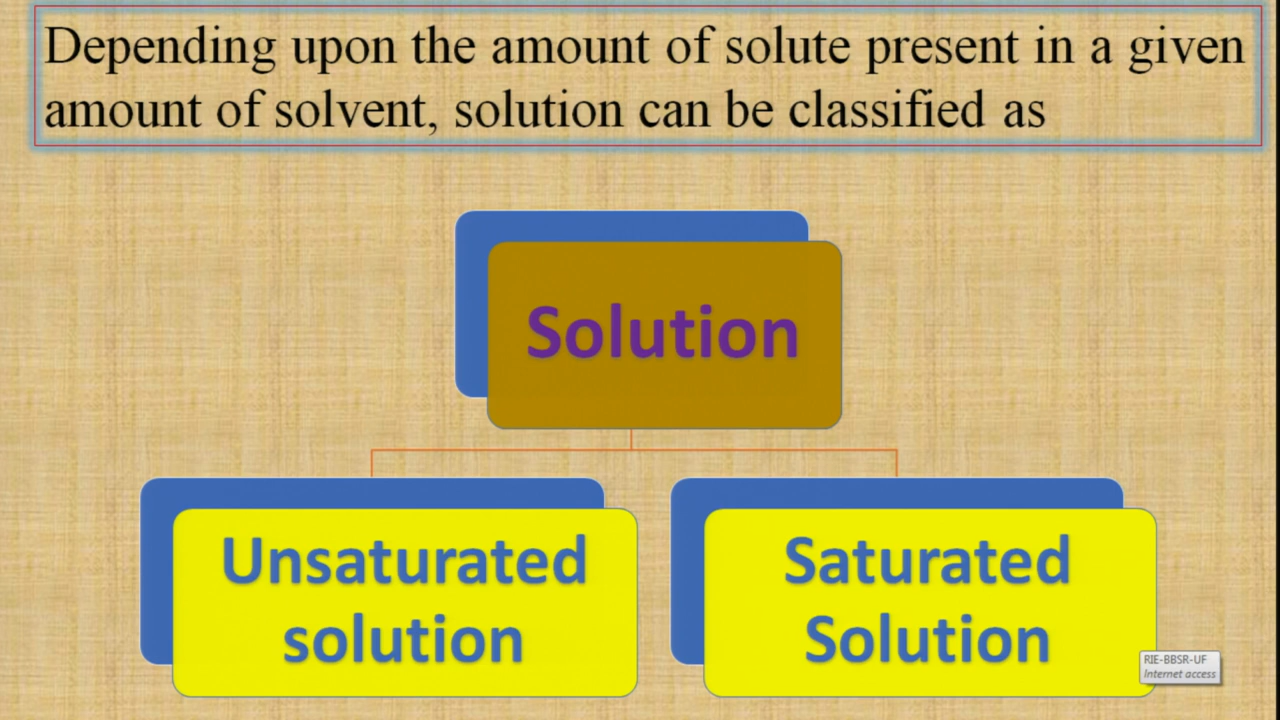 Depending upon the amount of solute present in a given
amount of solvent, solution can be classified as
Solution
Unsaturated
solution
Saturated
Solution
RIE-BBSR-UF
Internet access